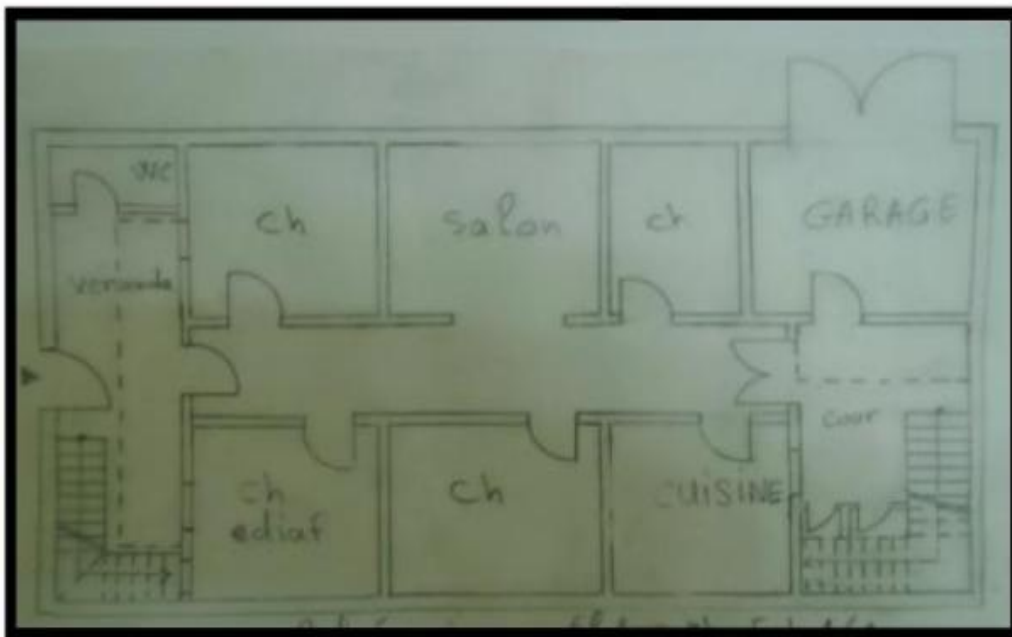 WC
ch
salon
ch
GARAGE
veranda
cour
ch
ediaf
ch
CUISINE